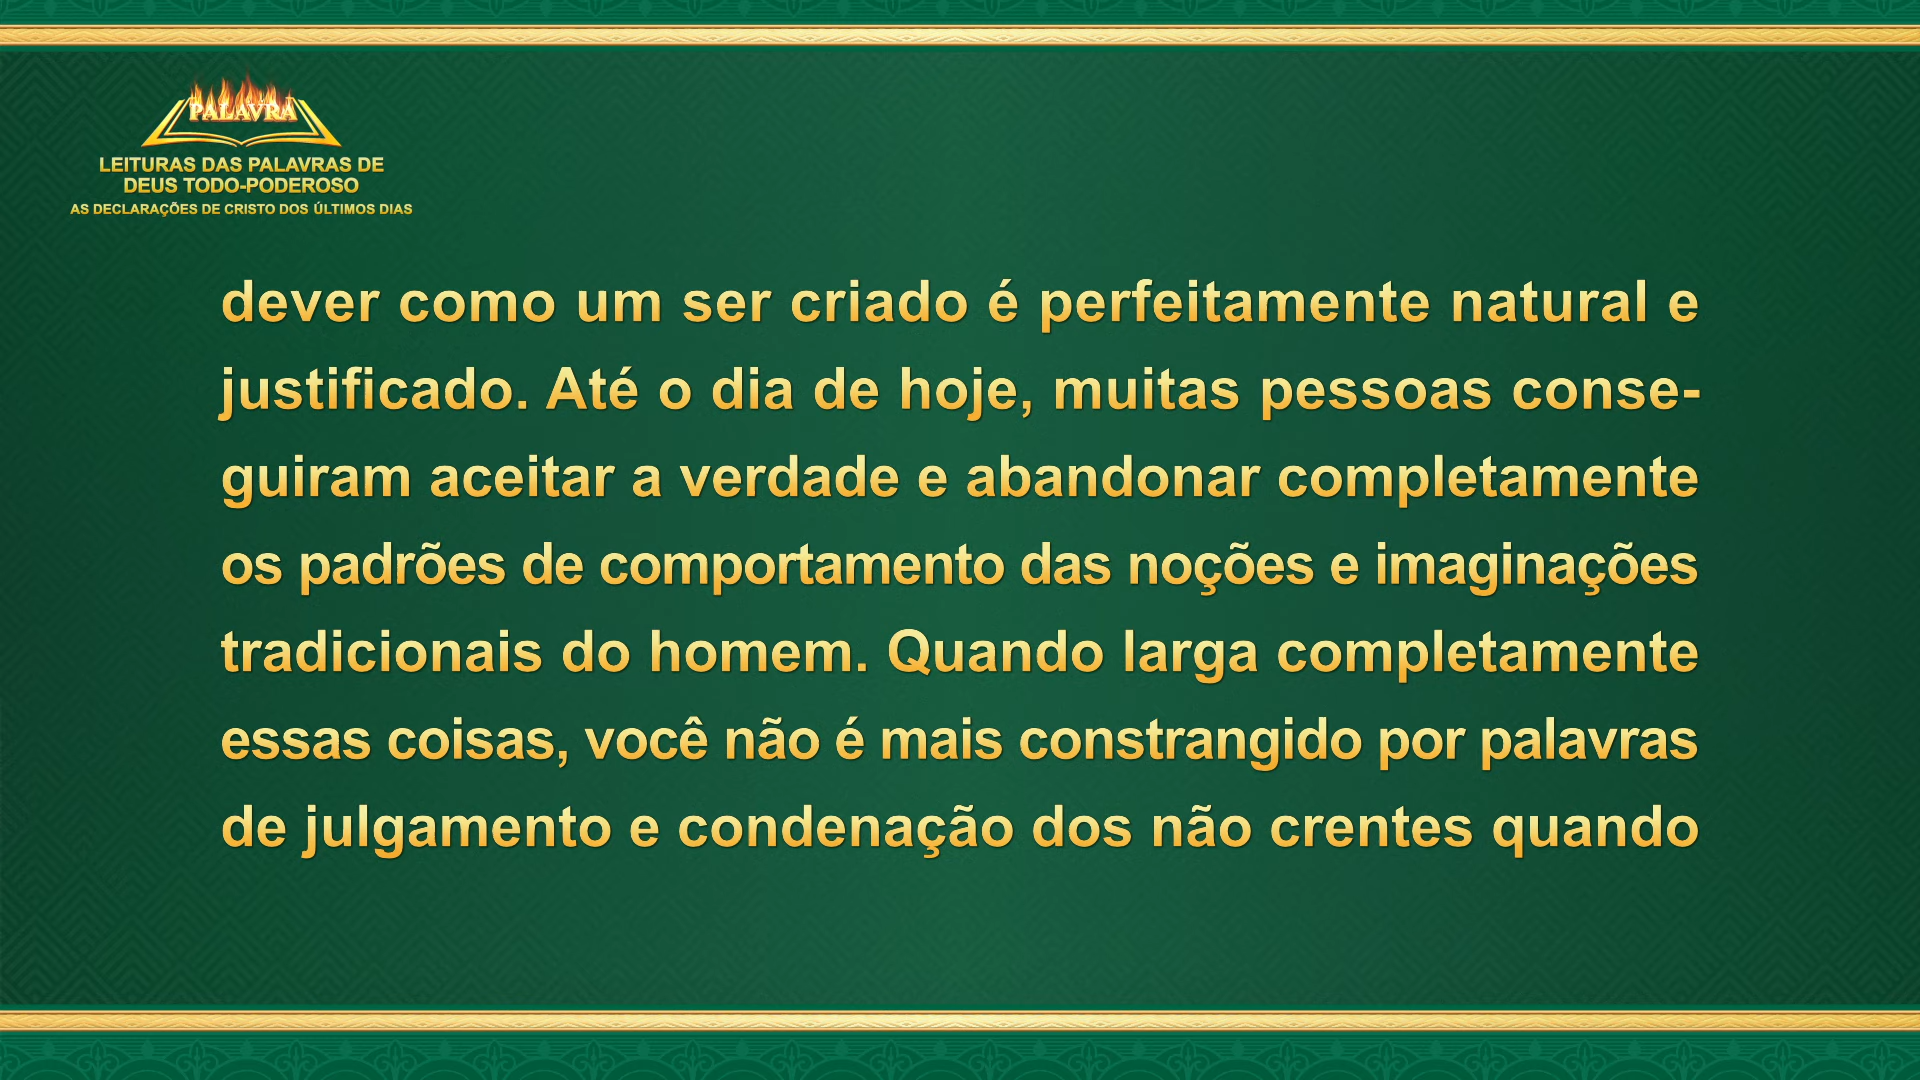 PALAVRA
LEITURAS DAS PALAVRAS DE
DEUS TODO-PODEROSO
AS DECLARAÇÕES DE CRISTO DOS ÚLTIMOS DIAS
dever como um ser criado é perfeitamente natural e
justificado. Até o dia de hoje, muitas pessoas conse-
guiram aceitar a verdade e abandonar completamente
os padrões de comportamento das noções e imaginações
tradicionais do homem. Quando larga completamente
essas coisas, você não é mais constrangido por palavras
de julgamento e condenação dos não crentes quando